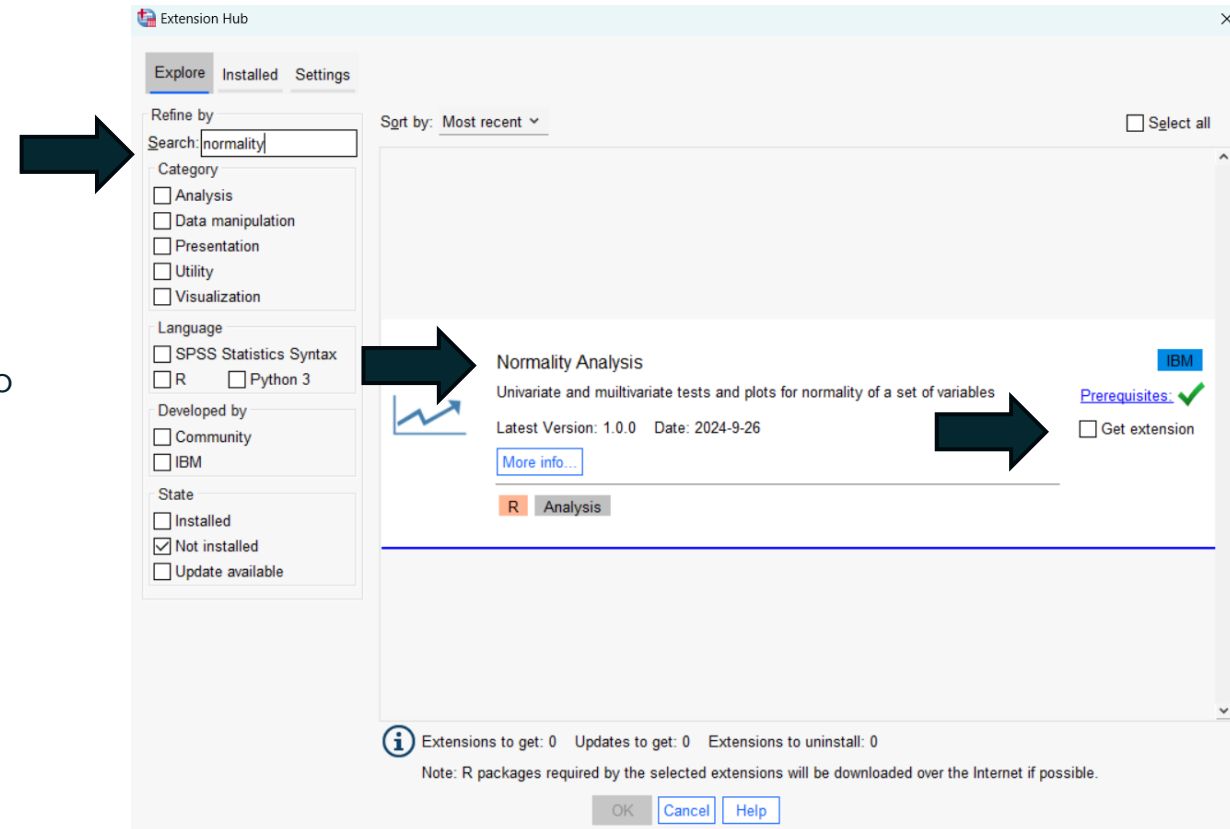 Extension Hub
Explore Installed Settings
Refine by
Search: normality
Category
Analysis
Data manipulation
Presentation
Utility
Visualization
Language
SPSS Statistics Syntax
R Python 3
Developed by
Community
IBM
State
Installed
Not installed
Update available
o
Sort by: Most recent
Select all
Normality Analysis
IBM
Univariate and muiltivariate tests and plots for normality of a set of variables
Prerequisites:
Latest Version: 1.0.0 Date: 2024-9-26
Get extension
More info...
R Analysis
Extensions to get: 0 Updates to get: 0 Extensions to uninstall: 0
Note: R packages required by the selected extensions will be downloaded over the Internet if possible.
OK Cancel Help